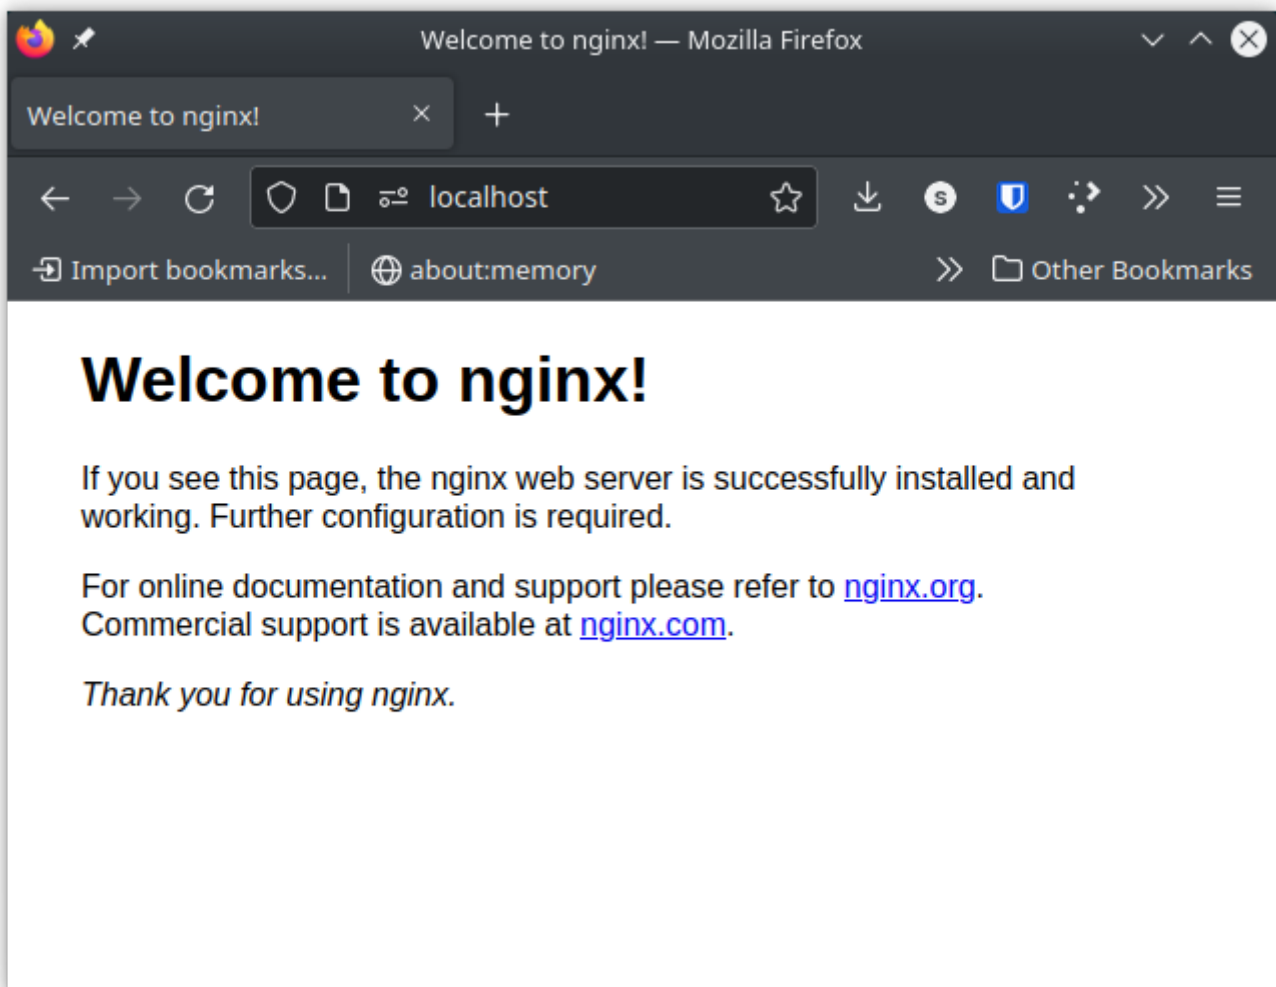 Welcome to nginx! — Mozilla Firefox
Welcome to nginx!
localhost
S
Import bookmarks...
about:memory
Other Bookmarks
Welcome to nginx!
If you see this page, the nginx web server is successfully installed and
working. Further configuration is required.
For online documentation and support please refer to nginx.org.
Commercial support is available at nginx.com.
Thank you for using nginx.